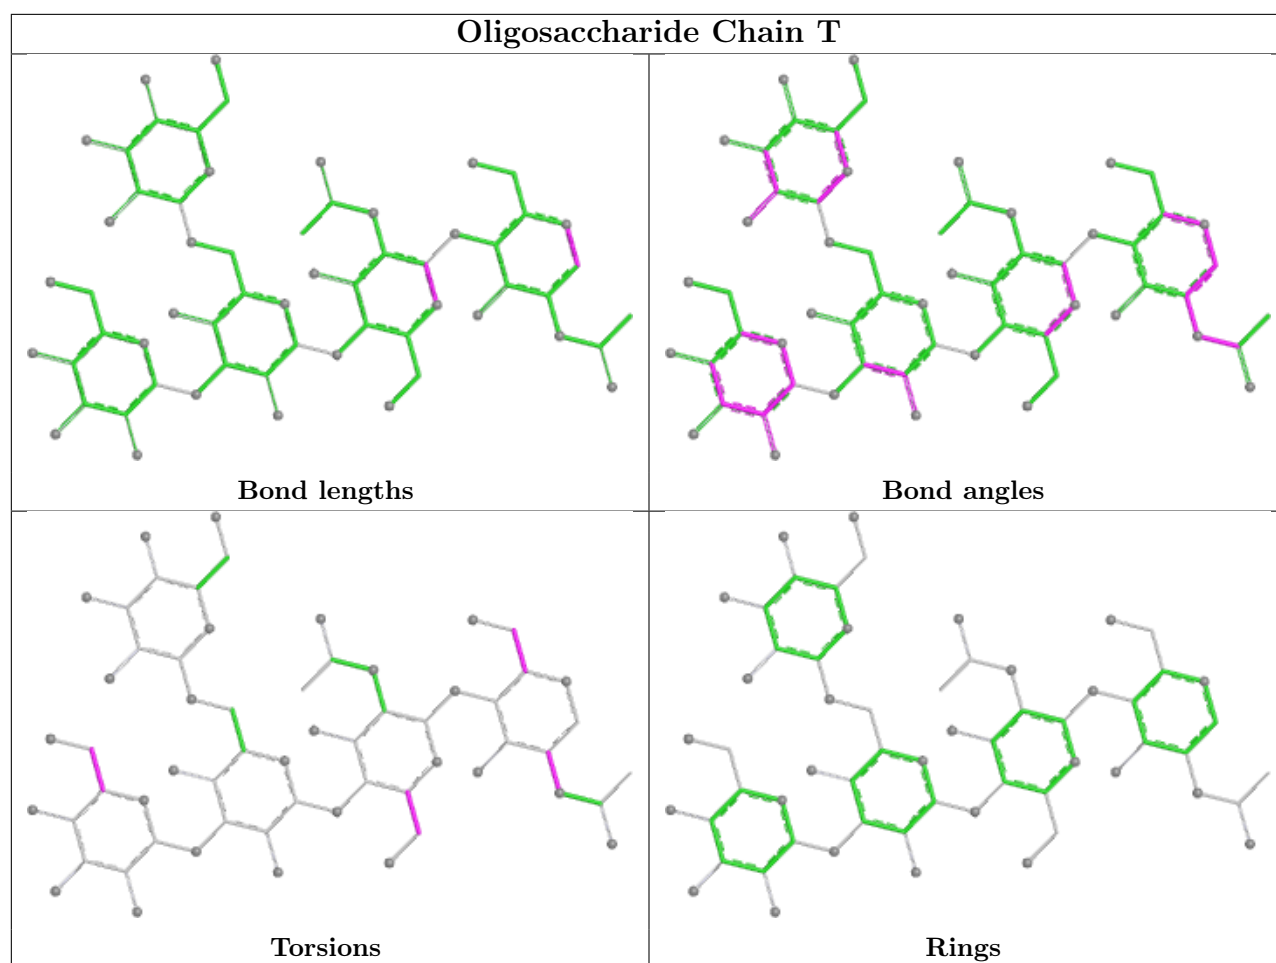 Oligosaccharide Chain T
Bond lengths
Bond angles
Torsions
Rings